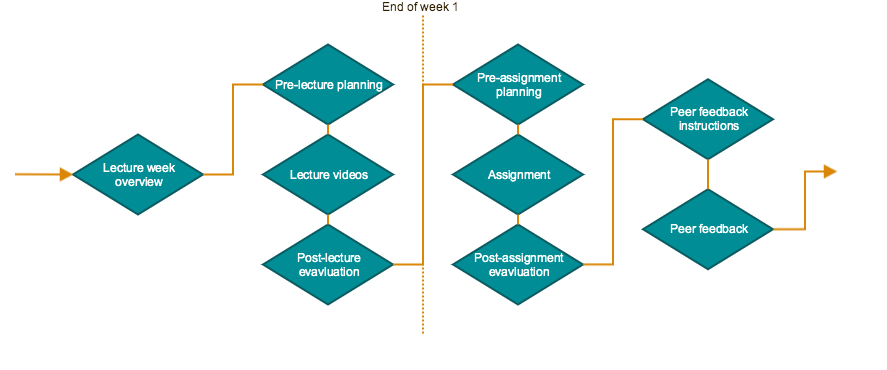 End of week 1
Lecture week
overview
Pre-lecture planning
Lecture videos
Post-lecture
evavluation
Pre-assignment
planning
Assignment
Post-assignment
evavluation
Peer feedback
instructions
Peer feedback